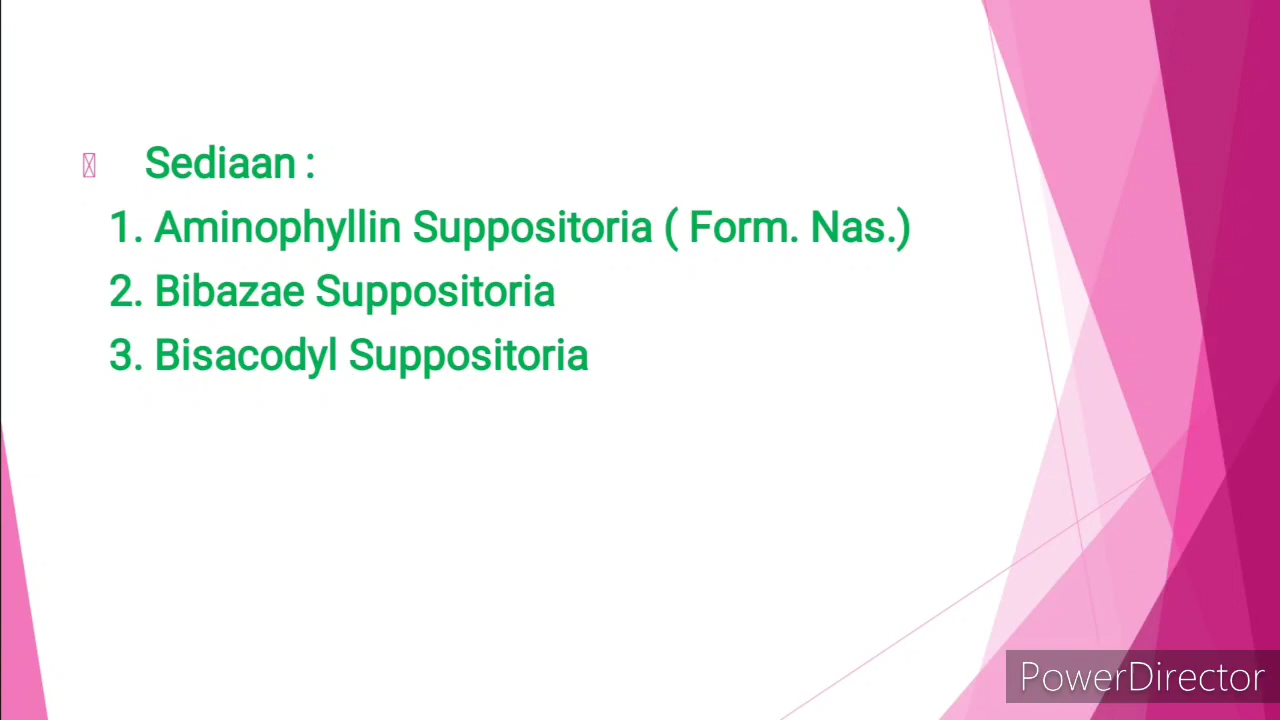 Sediaan :
1. Aminophyllin Suppositoria ( Form. Nas.)
2. Bibazae Suppositoria
3. Bisacodyl Suppositoria
PowerDirector